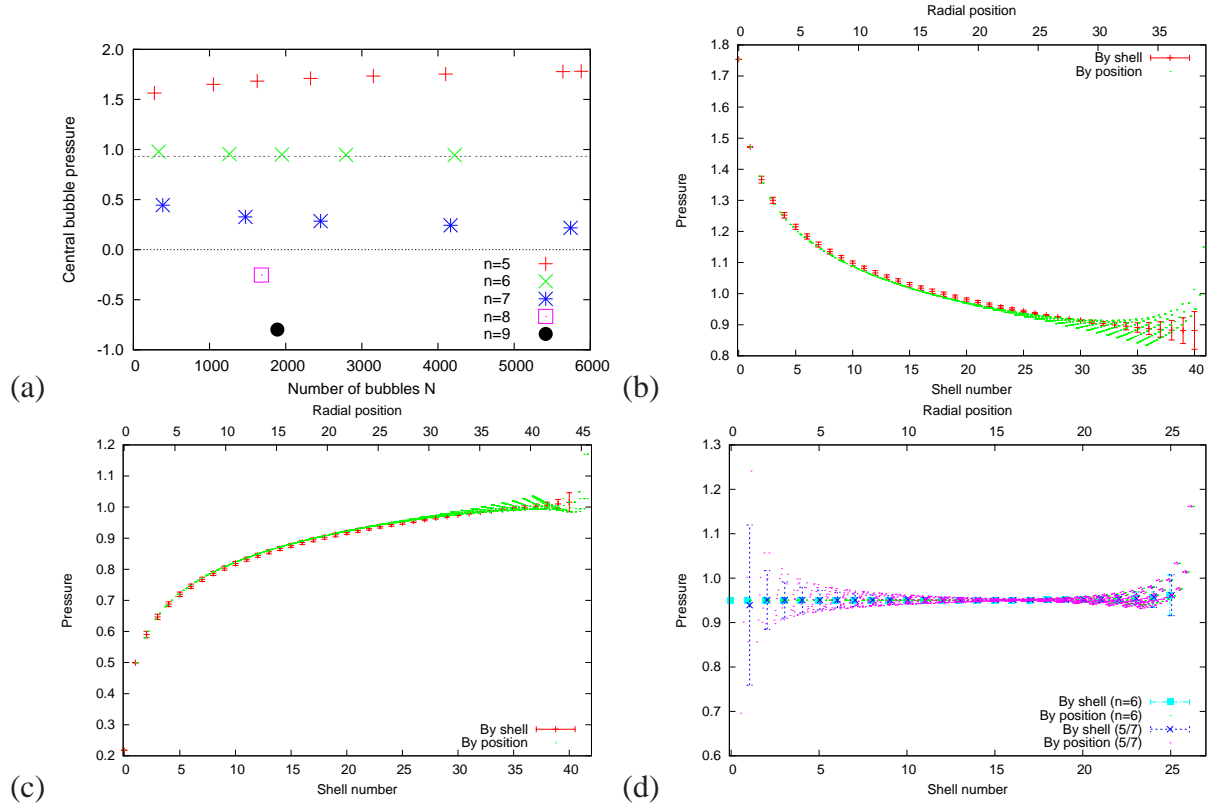 2.0
1.5
1.0
0.5
0.0
-0.5
-1.0
0 1000 2000 3000 4000 5000 6000
Central bubble pressure
Number of bubbles N
n=5
n=6
n=7
n=8
n=9
(a)
Radial position
0 5 10 15 20 25 30 35
1.8
1.7
1.6
1.5
1.4
1.3
1.2
1.1
1.0
0.9
0.8
0 5 10 15 20 25 30 35 40
Pressure
Shell number
By shell
By position
(b)
Radial position
0 5 10 15 20 25 30 35 40 45
1.2
1.1
1.0
0.9
0.8
0.7
0.6
0.5
0.4
0.3
0.2
0 5 10 15 20 25 30 35 40
Pressure
Shell number
By shell
By position
(c)
Radial position
0 5 10 15 20 25
1.3
1.2
1.1
1.0
0.9
0.8
0.7
0.6
0 5 10 15 20 25
Pressure
Shell number
By shell (n=6)
By position (n=6)
By shell (5/7)
By position (5/7)
(d)